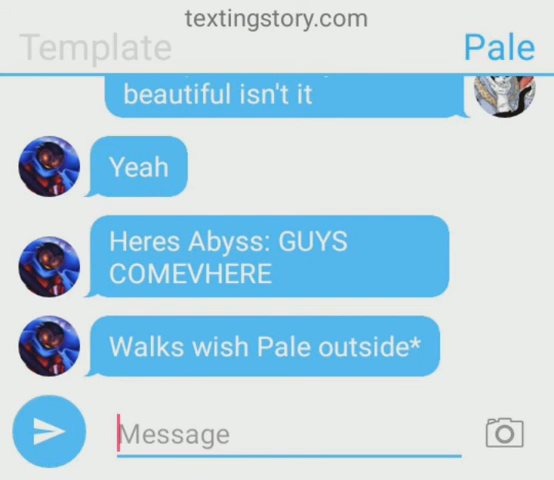 textingstory.com
Template
Pale
beautiful isn't it
Yeah
Heres Abyss: GUYS
COMEVHERE
Walks wish Pale outside*
Message